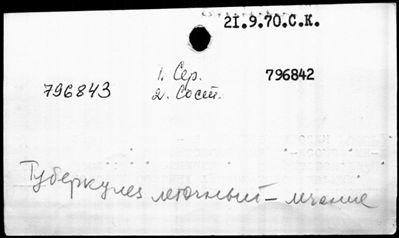 21.9.70.С.К.
1. Сер. 796842
796843 2. Сост.
Туберкулез легочный – лечение